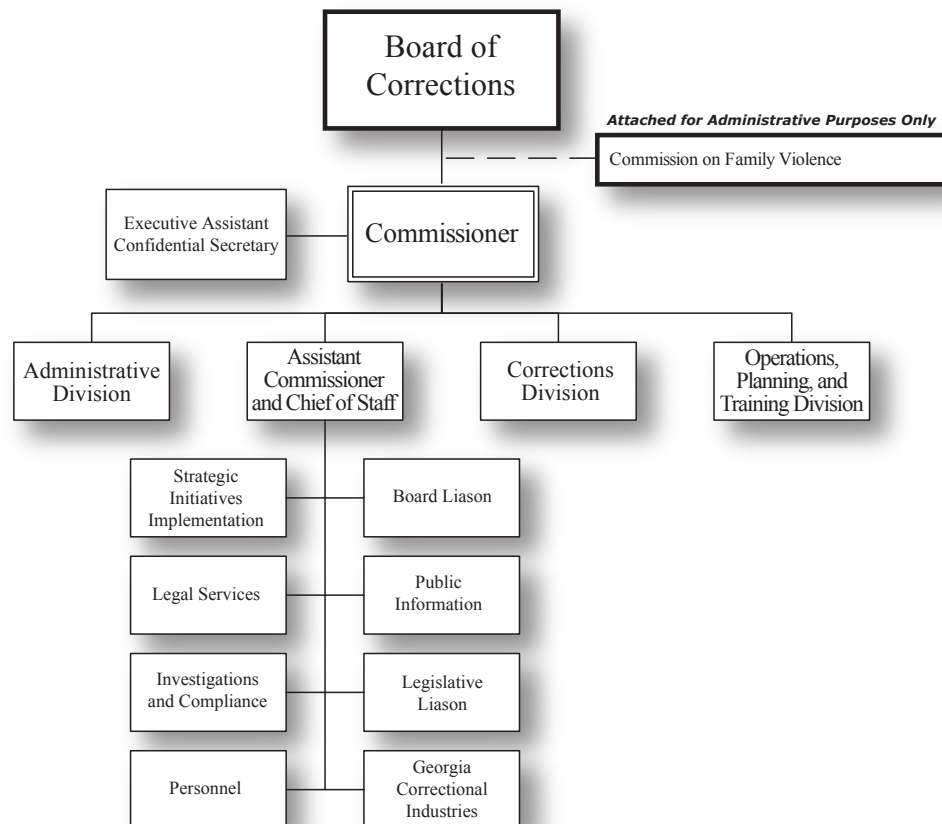 Board of
Corrections
Attached for Administrative Purposes Only
Commission on Family Violence
Executive Assistant
Confidential Secretary
Commissioner
Administrative
Division
Assistant
Commissioner
and Chief of Staff
Corrections
Division
Operations,
Planning, and
Training Division
Strategic
Initiatives
Implementation
Board Liason
Legal Services
Public
Information
Investigations
and Compliance
Legislative
Liason
Personnel
Georgia
Correctional
Industries